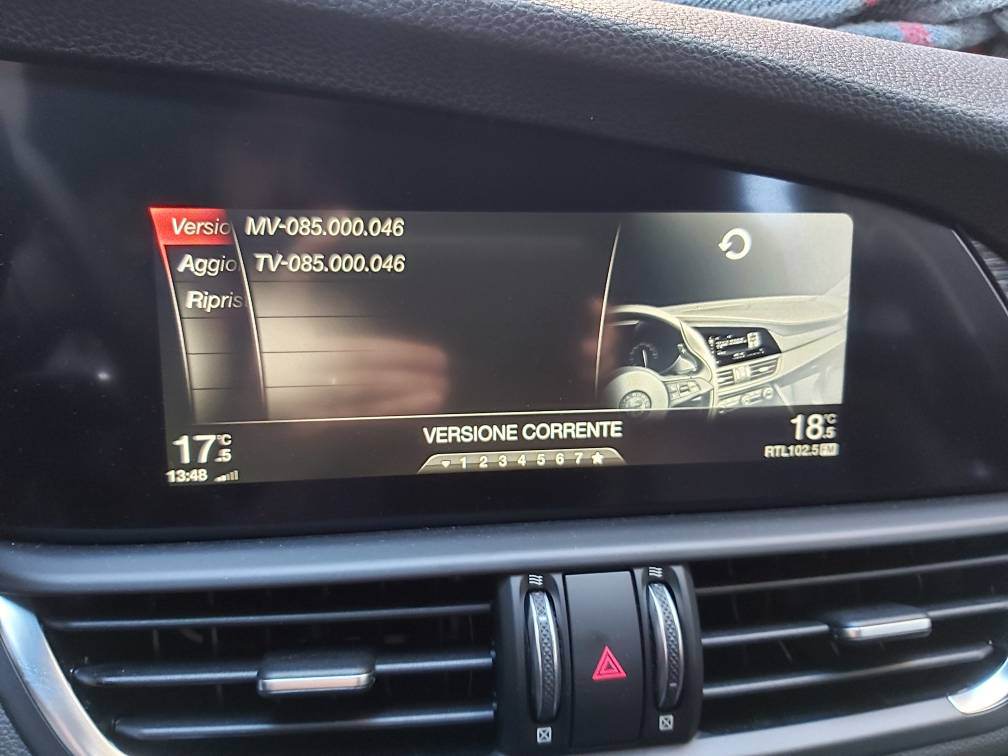 Versio MV-085.000.046
Aggio TV-085.000.046
Ripris
VERSIONE CORRENTE
17°C .5
18°C .5
1 2 3 4 5 6 7
13:48
RTL102.5 FM